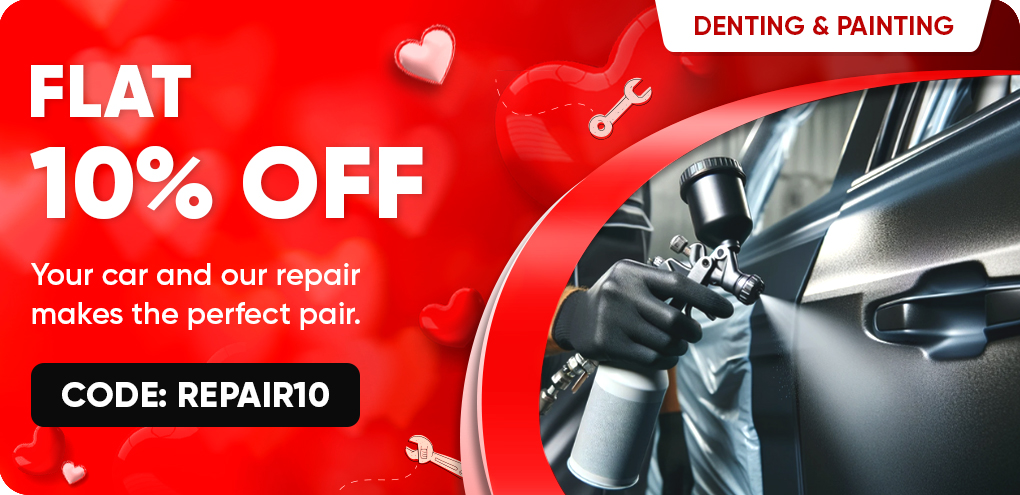 DENTING & PAINTING
FLAT
10% OFF
Your car and our repair
makes the perfect pair.
CODE: REPAIR10